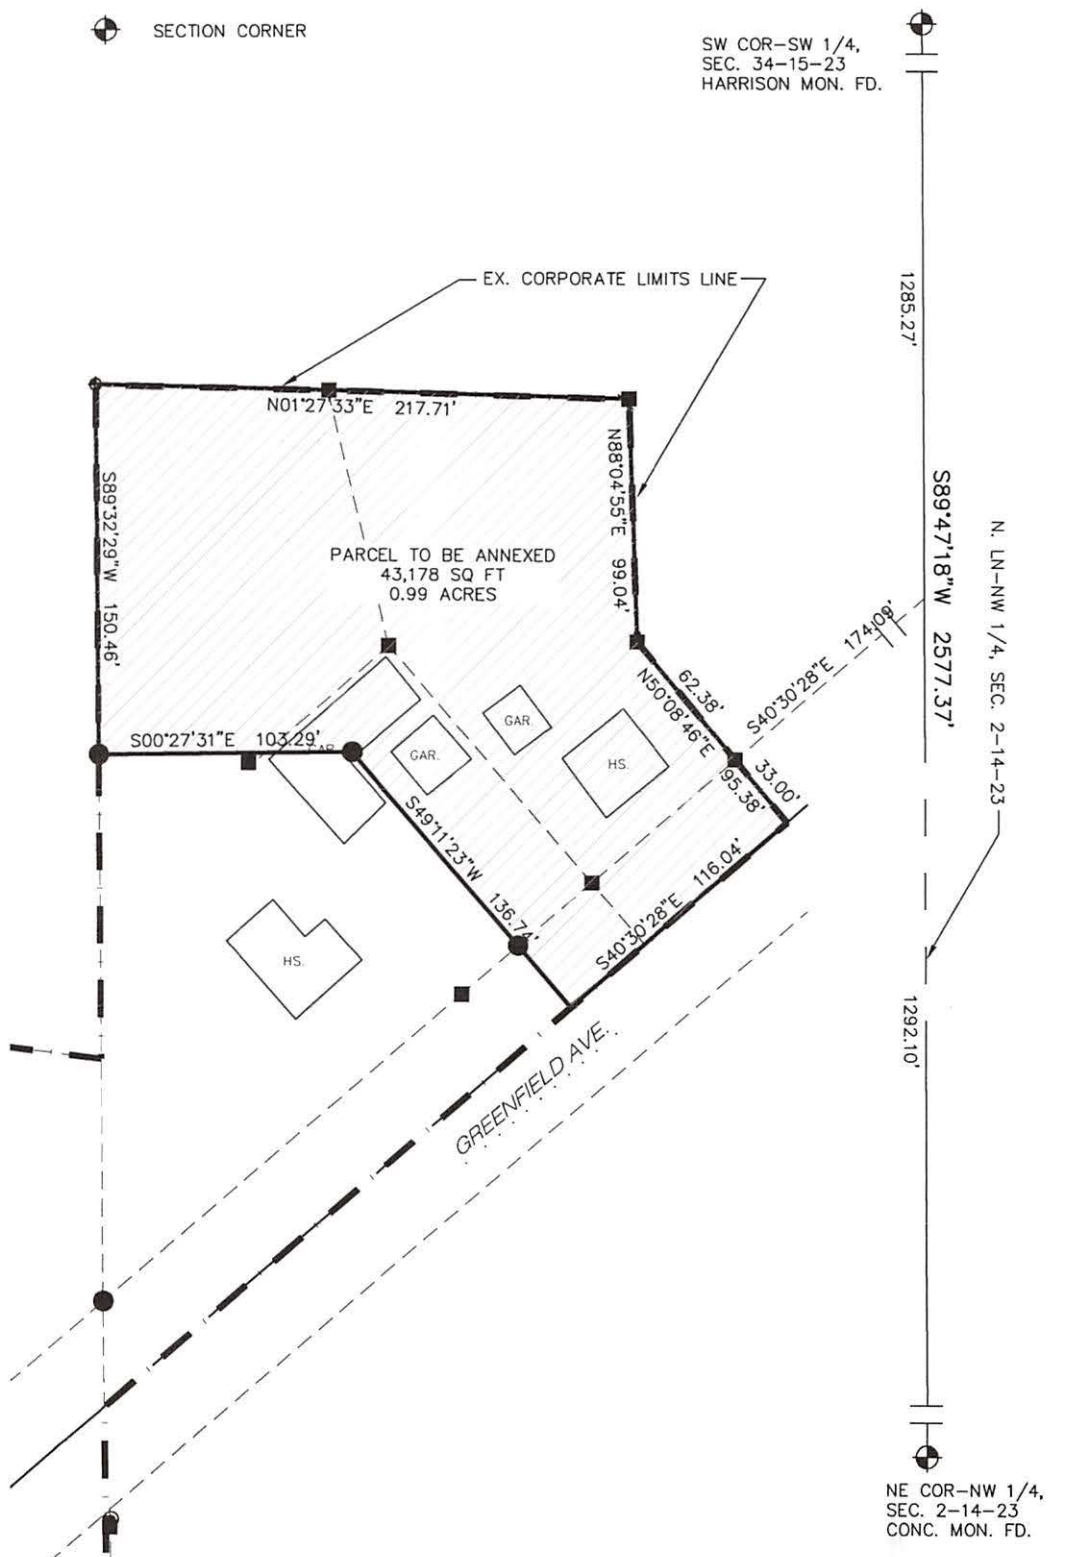 SECTION CORNER
SW COR-SW 1/4,
SEC. 34-15-23
HARRISON MON. FD.
1285.27'
EX. CORPORATE LIMITS LINE
N01°27'33"E 217.71'
N88°04'55"E 99.04'
S89°32'29"W 150.46'
PARCEL TO BE ANNEXED
43,178 SQ FT
0.99 ACRES
S89°47'18"W 2577.37'
N. LN-NW 1/4, SEC. 2-14-23
S40°30'28"E 174.09'
62.38'
N50°08'46"E 95.38'
33.00'
S00°27'31"E 103.29'
GAR.
GAR.
GAR.
HS.
S49°11'23"W 136.74'
S40°30'28"E 116.04'
HS.
GREENFIELD AVE.
1292.10'
NE COR-NW 1/4,
SEC. 2-14-23
CONC. MON. FD.